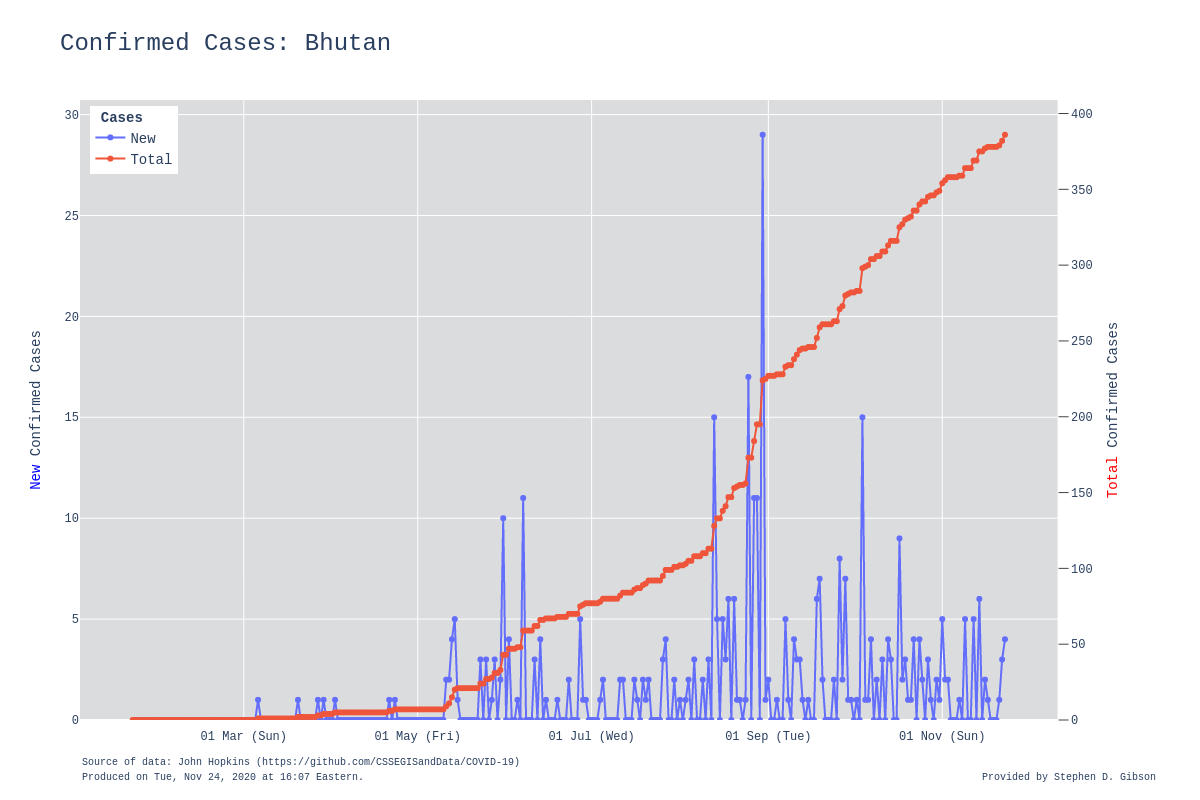 Confirmed Cases: Bhutan
Cases
New
Total
30
25
20
15
10
5
0
400
350
300
250
200
150
100
50
0
New Confirmed Cases
Total Confirmed Cases
01 Mar (Sun)
01 May (Fri)
01 Jul (Wed)
01 Sep (Tue)
01 Nov (Sun)
Source of data: John Hopkins (https://github.com/CSSEGISandData/COVID-19)
Produced on Tue, Nov 24, 2020 at 16:07 Eastern.
Provided by Stephen D. Gibson